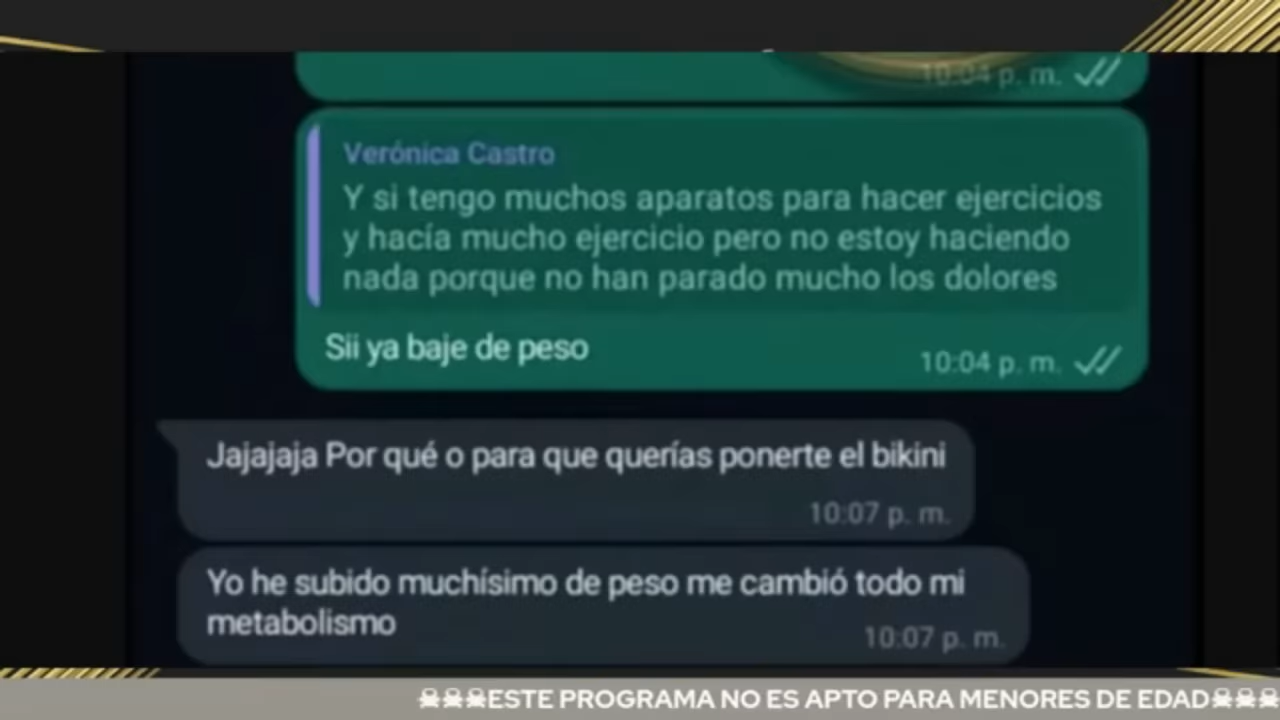 10:04 p. m.
Verónica Castro
Y si tengo muchos aparatos para hacer ejercicios
y hacía mucho ejercicio pero no estoy haciendo
nada porque no han parado mucho los dolores
Sii ya baje de peso
10:04 p. m.
Jajajaja Por qué o para que querías ponerte el bikini
10:07 p. m.
Yo he subido muchísimo de peso me cambió todo mi
metabolismo
10:07 p. m.
☠☠☠ESTE PROGRAMA NO ES APTO PARA MENORES DE EDAD☠☠☠